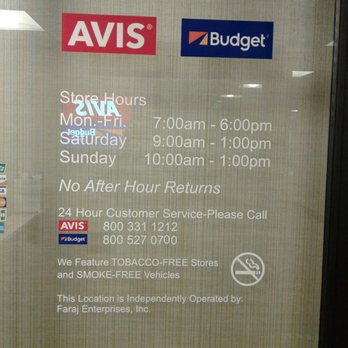 AVIS®
Budget®
Store Hours
Mon.-Fri. 7:00am - 6:00pm
Saturday 9:00am - 1:00pm
Sunday 10:00am - 1:00pm
No After Hour Returns
24 Hour Customer Service-Please Call
AVIS 800 331 1212
Budget 800 527 0700
We Feature TOBACCO-FREE Stores
and SMOKE-FREE Vehicles
This Location is Independently Operated by:
Faraj Enterprises, Inc.
AVIS
Budget